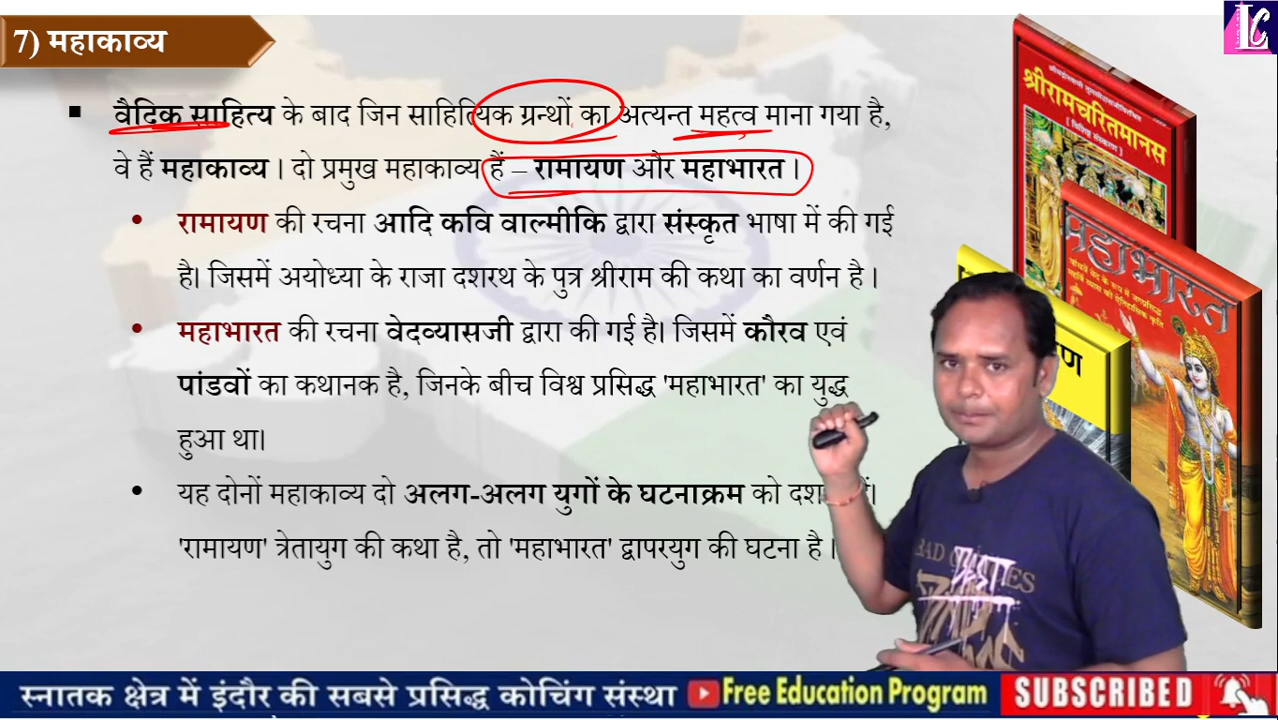 7) महाकाव्य
LC
▪ वैदिक साहित्य के बाद जिन साहित्यिक ग्रन्थों का अत्यन्त महत्व माना गया है,
वे हैं महाकाव्य । दो प्रमुख महाकाव्य हैं – रामायण और महाभारत ।
• रामायण की रचना आदि कवि वाल्मीकि द्वारा संस्कृत भाषा में की गई
है। जिसमें अयोध्या के राजा दशरथ के पुत्र श्रीराम की कथा का वर्णन है ।
• महाभारत की रचना वेदव्यासजी द्वारा की गई है। जिसमें कौरव एवं
पांडवों का कथानक है, जिनके बीच विश्व प्रसिद्ध 'महाभारत' का युद्ध
हुआ था।
• यह दोनों महाकाव्य दो अलग-अलग युगों के घटनाक्रम को
'रामायण' त्रेतायुग की कथा है, तो 'महाभारत' द्वापरयुग की घटना है ।
श्रीरामचरितमानस
महाभारत
स्नातक क्षेत्र में इंदौर की सबसे प्रसिद्ध कोचिंग संस्था Free Education Program SUBSCRIBED